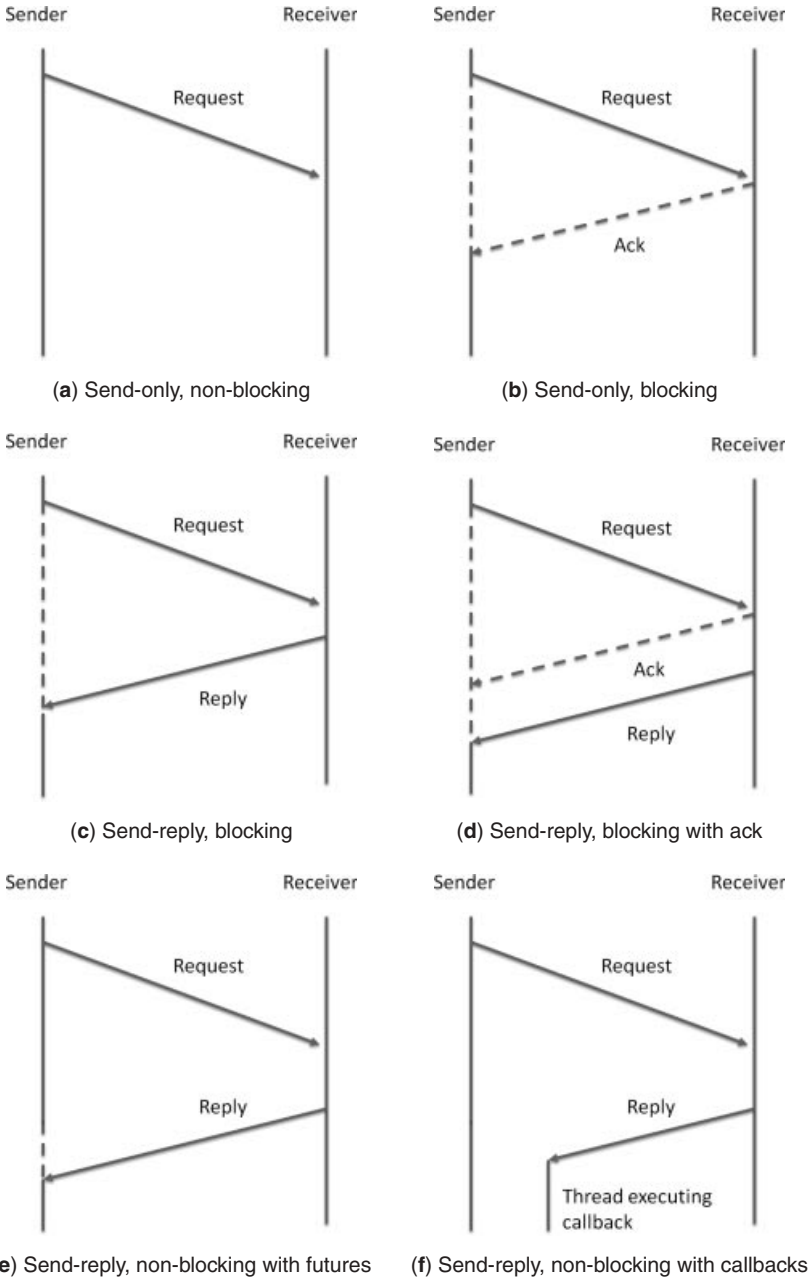 Sender Receiver Sender Receiver
Request Request
Ack
(a) Send-only, non-blocking (b) Send-only, blocking
Sender Receiver Sender Receiver
Request Request
Ack
Reply Reply
(c) Send-reply, blocking (d) Send-reply, blocking with ack
Sender Receiver Sender Receiver
Request Request
Reply Reply
Thread executing
callback
e) Send-reply, non-blocking with futures (f) Send-reply, non-blocking with callbacks